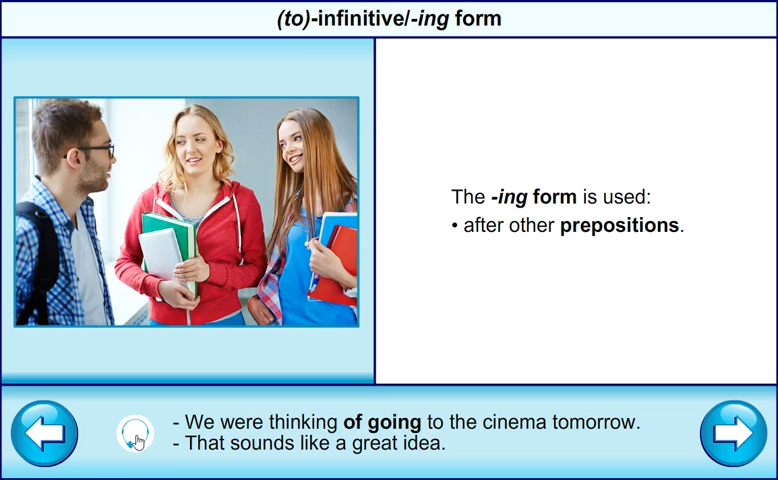 (to)-infinitive/-ing form
The -ing form is used:
• after other prepositions.
- We were thinking of going to the cinema tomorrow.
- That sounds like a great idea.